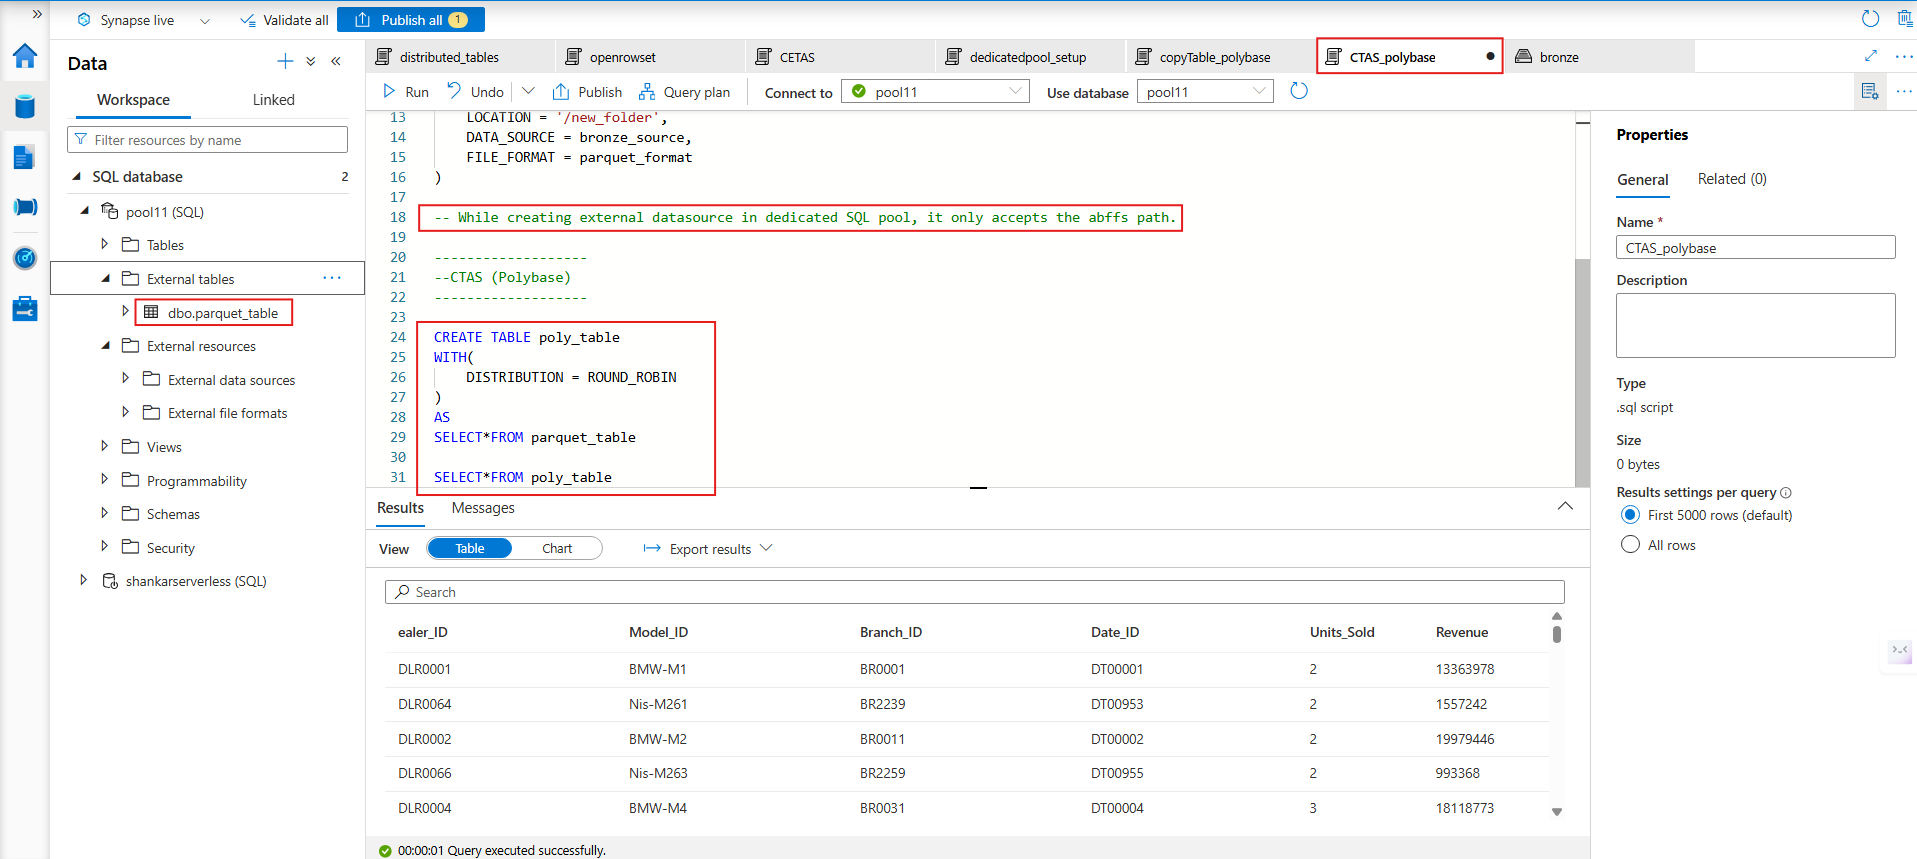 »
Synapse live
Validate all
Publish all 1
Data
«
Workspace
Linked
Filter resources by name
SQL database 2
pool11 (SQL)
Tables
External tables ...
dbo.parquet_table
External resources
External data sources
External file formats
Views
Programmability
Schemas
Security
shankarserverless (SQL)
distributed_tables
openrowset
CETAS
dedicatedpool_setup
copyTable_polybase
CTAS_polybase
bronze
...
Run
Undo
Publish
Query plan
Connect to
pool11
Use database
pool11
...
13 LOCATION = '/new_folder',
14 DATA_SOURCE = bronze_source,
15 FILE_FORMAT = parquet_format
16 )
17
18 -- While creating external datasource in dedicated SQL pool, it only accepts the abffs path.
19
20 -------------------
21 --CTAS (Polybase)
22 -------------------
23
24 CREATE TABLE poly_table
25 WITH(
26 DISTRIBUTION = ROUND_ROBIN
27 )
28 AS
29 SELECT*FROM parquet_table
30
31 SELECT*FROM poly_table
Results
Messages
View
Table
Chart
Export results
Search
ealer_ID Model_ID Branch_ID Date_ID Units_Sold Revenue
DLR0001 BMW-M1 BR0001 DT00001 2 13363978
DLR0064 Nis-M261 BR2239 DT00953 2 1557242
DLR0002 BMW-M2 BR0011 DT00002 2 19979446
DLR0066 Nis-M263 BR2259 DT00955 2 993368
DLR0004 BMW-M4 BR0031 DT00004 3 18118773
00:00:01 Query executed successfully.
Properties
General
Related (0)
Name *
CTAS_polybase
Description
Type
.sql script
Size
0 bytes
Results settings per query
First 5000 rows (default)
All rows